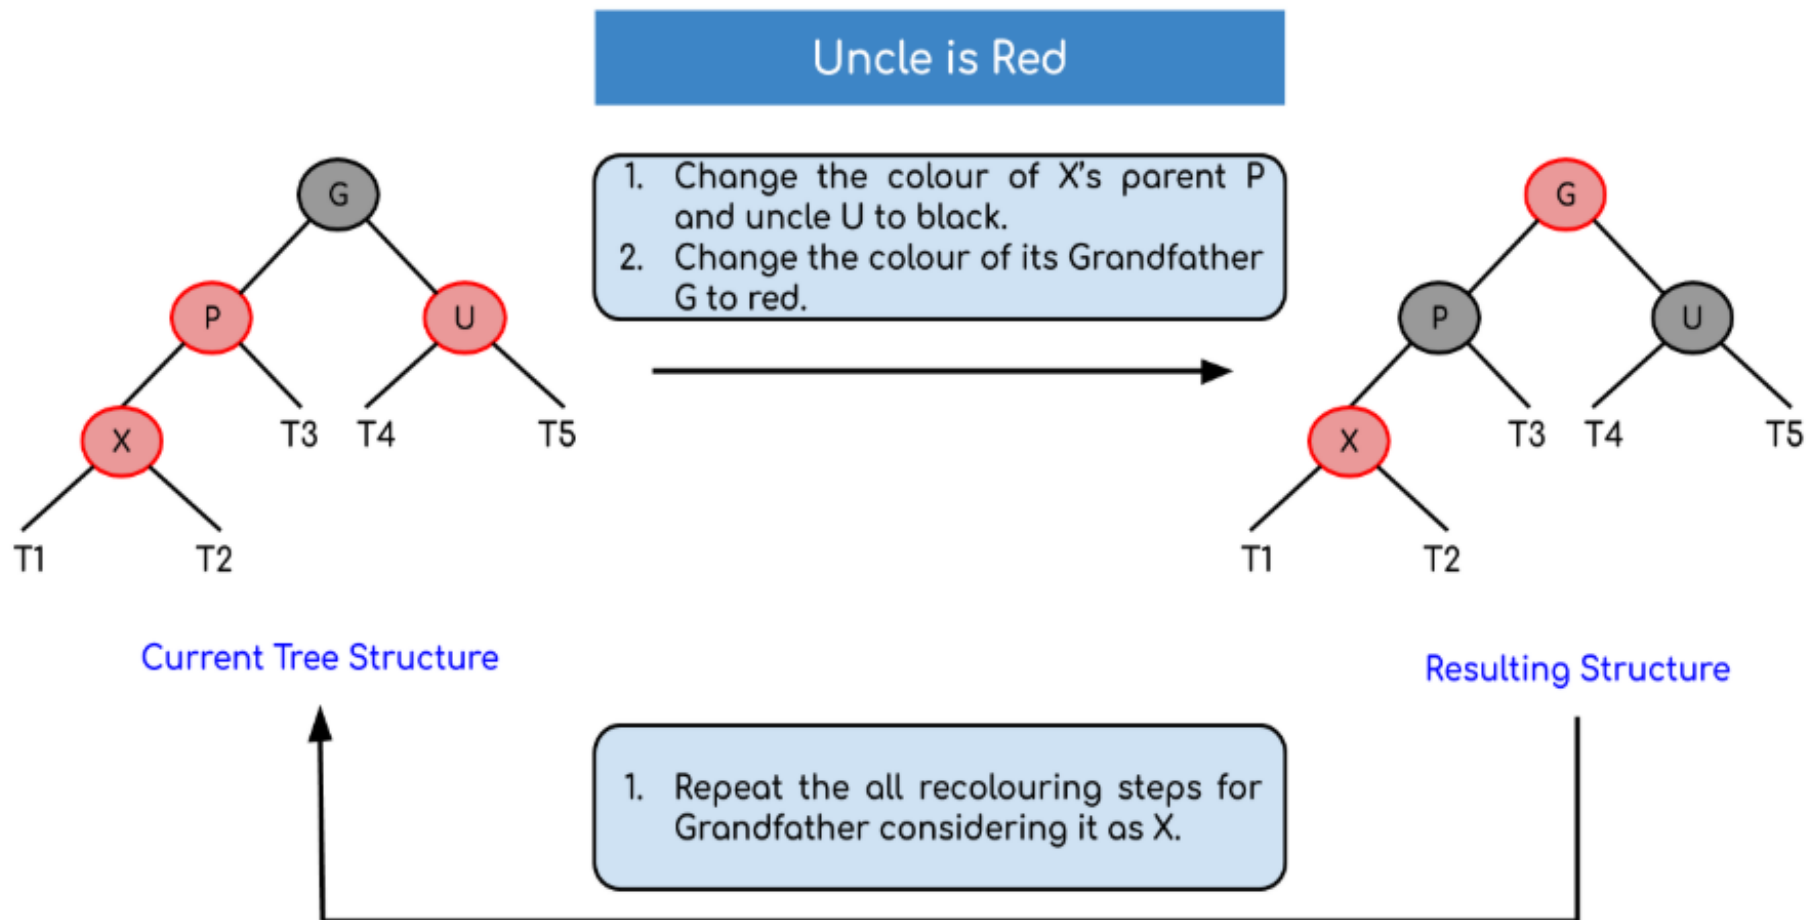 Uncle is Red
1. Change the colour of X's parent P
and uncle U to black.
2. Change the colour of its Grandfather
G to red.
G
P
U
X
T3
T4
T5
T1
T2
G
P
U
X
T3
T4
T5
T1
T2
Current Tree Structure
Resulting Structure
1. Repeat the all recolouring steps for
Grandfather considering it as X.